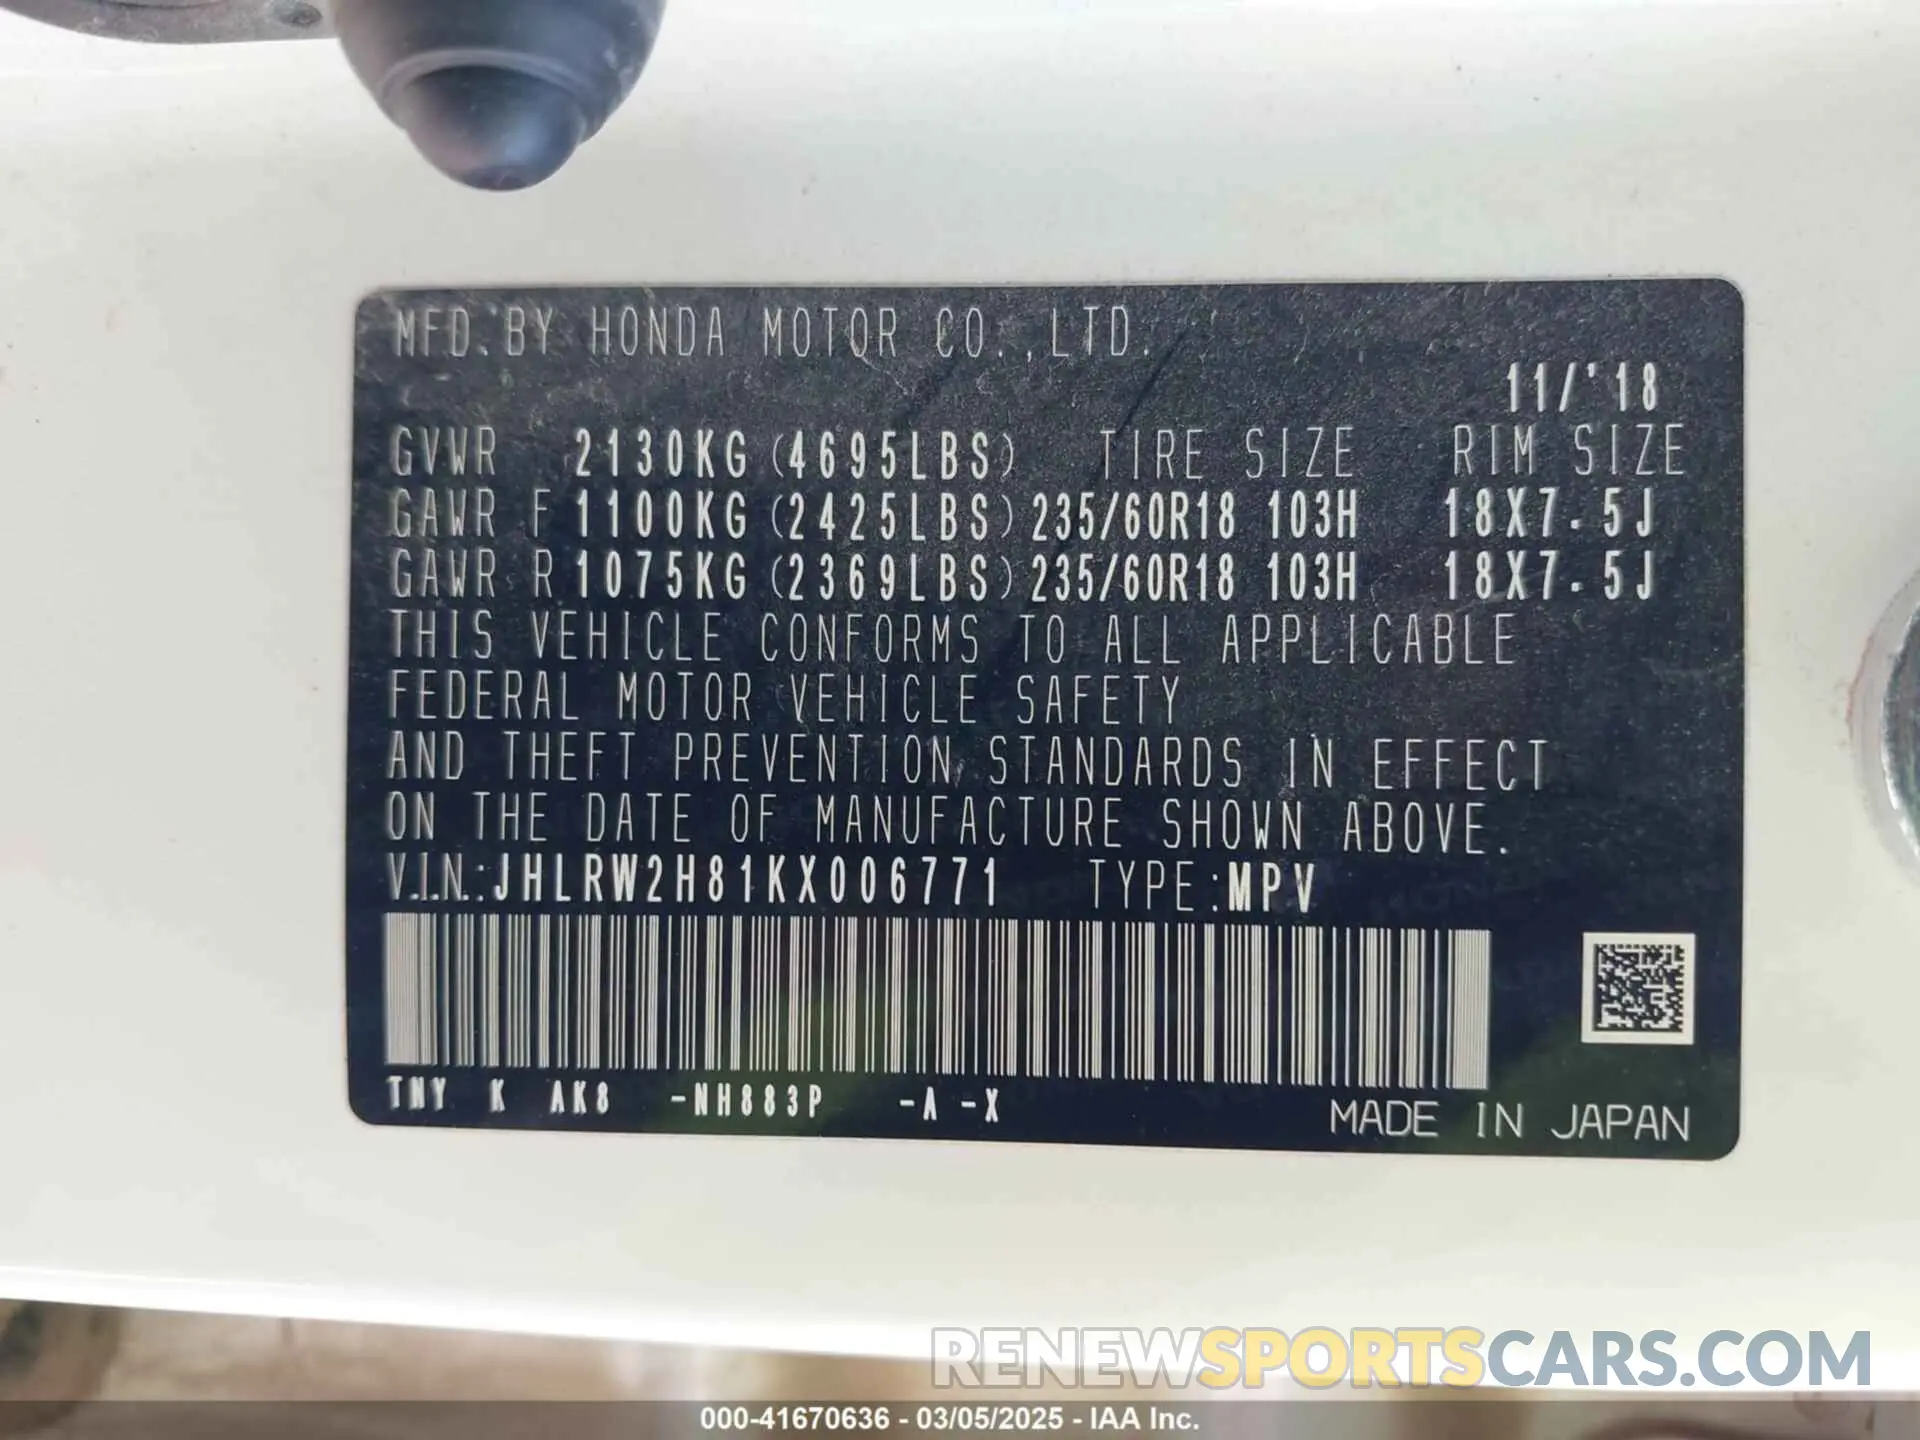 MFD. BY HONDA MOTOR CO., LTD.
11/'18
GVWR 2130KG (4695LBS) TIRE SIZE RIM SIZE
GAWR F 1100KG (2425LBS) 235/60R18 103H 18X7.5J
GAWR R 1075KG (2369LBS) 235/60R18 103H 18X7.5J
THIS VEHICLE CONFORMS TO ALL APPLICABLE
FEDERAL MOTOR VEHICLE SAFETY
AND THEFT PREVENTION STANDARDS IN EFFECT
ON THE DATE OF MANUFACTURE SHOWN ABOVE.
V.I.N.: JHLRW2H81KX006771 TYPE: MPV
TNY K AK8 -NH883P -A -X
MADE IN JAPAN
RENEWSPORTSCARS.COM
000-41670636 - 03/05/2025 - IAA Inc.